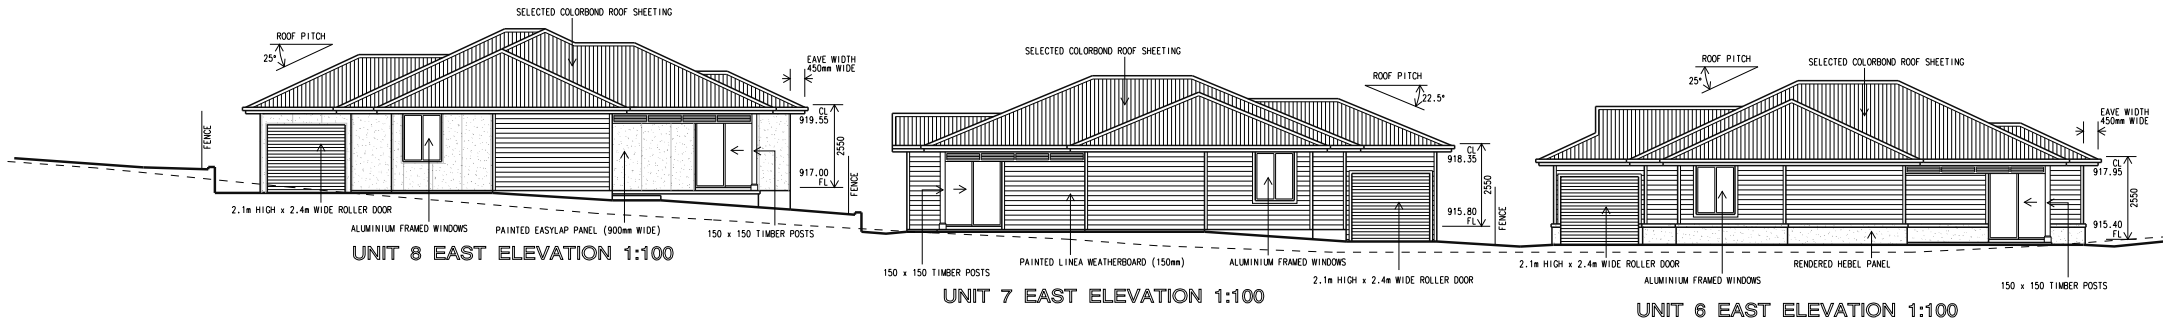 SELECTED COLORBOND ROOF SHEETING
ROOF PITCH
25°
EAVE WIDTH
450mm WIDE
CL
919.55
2550
917.00
FL
FENCE
FENCE
2.1m HIGH x 2.4m WIDE ROLLER DOOR
ALUMINIUM FRAMED WINDOWS
PAINTED EASYLAP PANEL (900mm WIDE)
150 x 150 TIMBER POSTS
UNIT 8 EAST ELEVATION 1:100
SELECTED COLORBOND ROOF SHEETING
ROOF PITCH
22.5°
CL
918.35
2550
915.80
FL
FENCE
150 x 150 TIMBER POSTS
PAINTED LINEA WEATHERBOARD (150mm)
ALUMINIUM FRAMED WINDOWS
2.1m HIGH x 2.4m WIDE ROLLER DOOR
UNIT 7 EAST ELEVATION 1:100
ROOF PITCH
25°
SELECTED COLORBOND ROOF SHEETING
EAVE WIDTH
450mm WIDE
CL
917.95
2550
915.40
FL
2.1m HIGH x 2.4m WIDE ROLLER DOOR
ALUMINIUM FRAMED WINDOWS
RENDERED HEBEL PANEL
150 x 150 TIMBER POSTS
UNIT 6 EAST ELEVATION 1:100